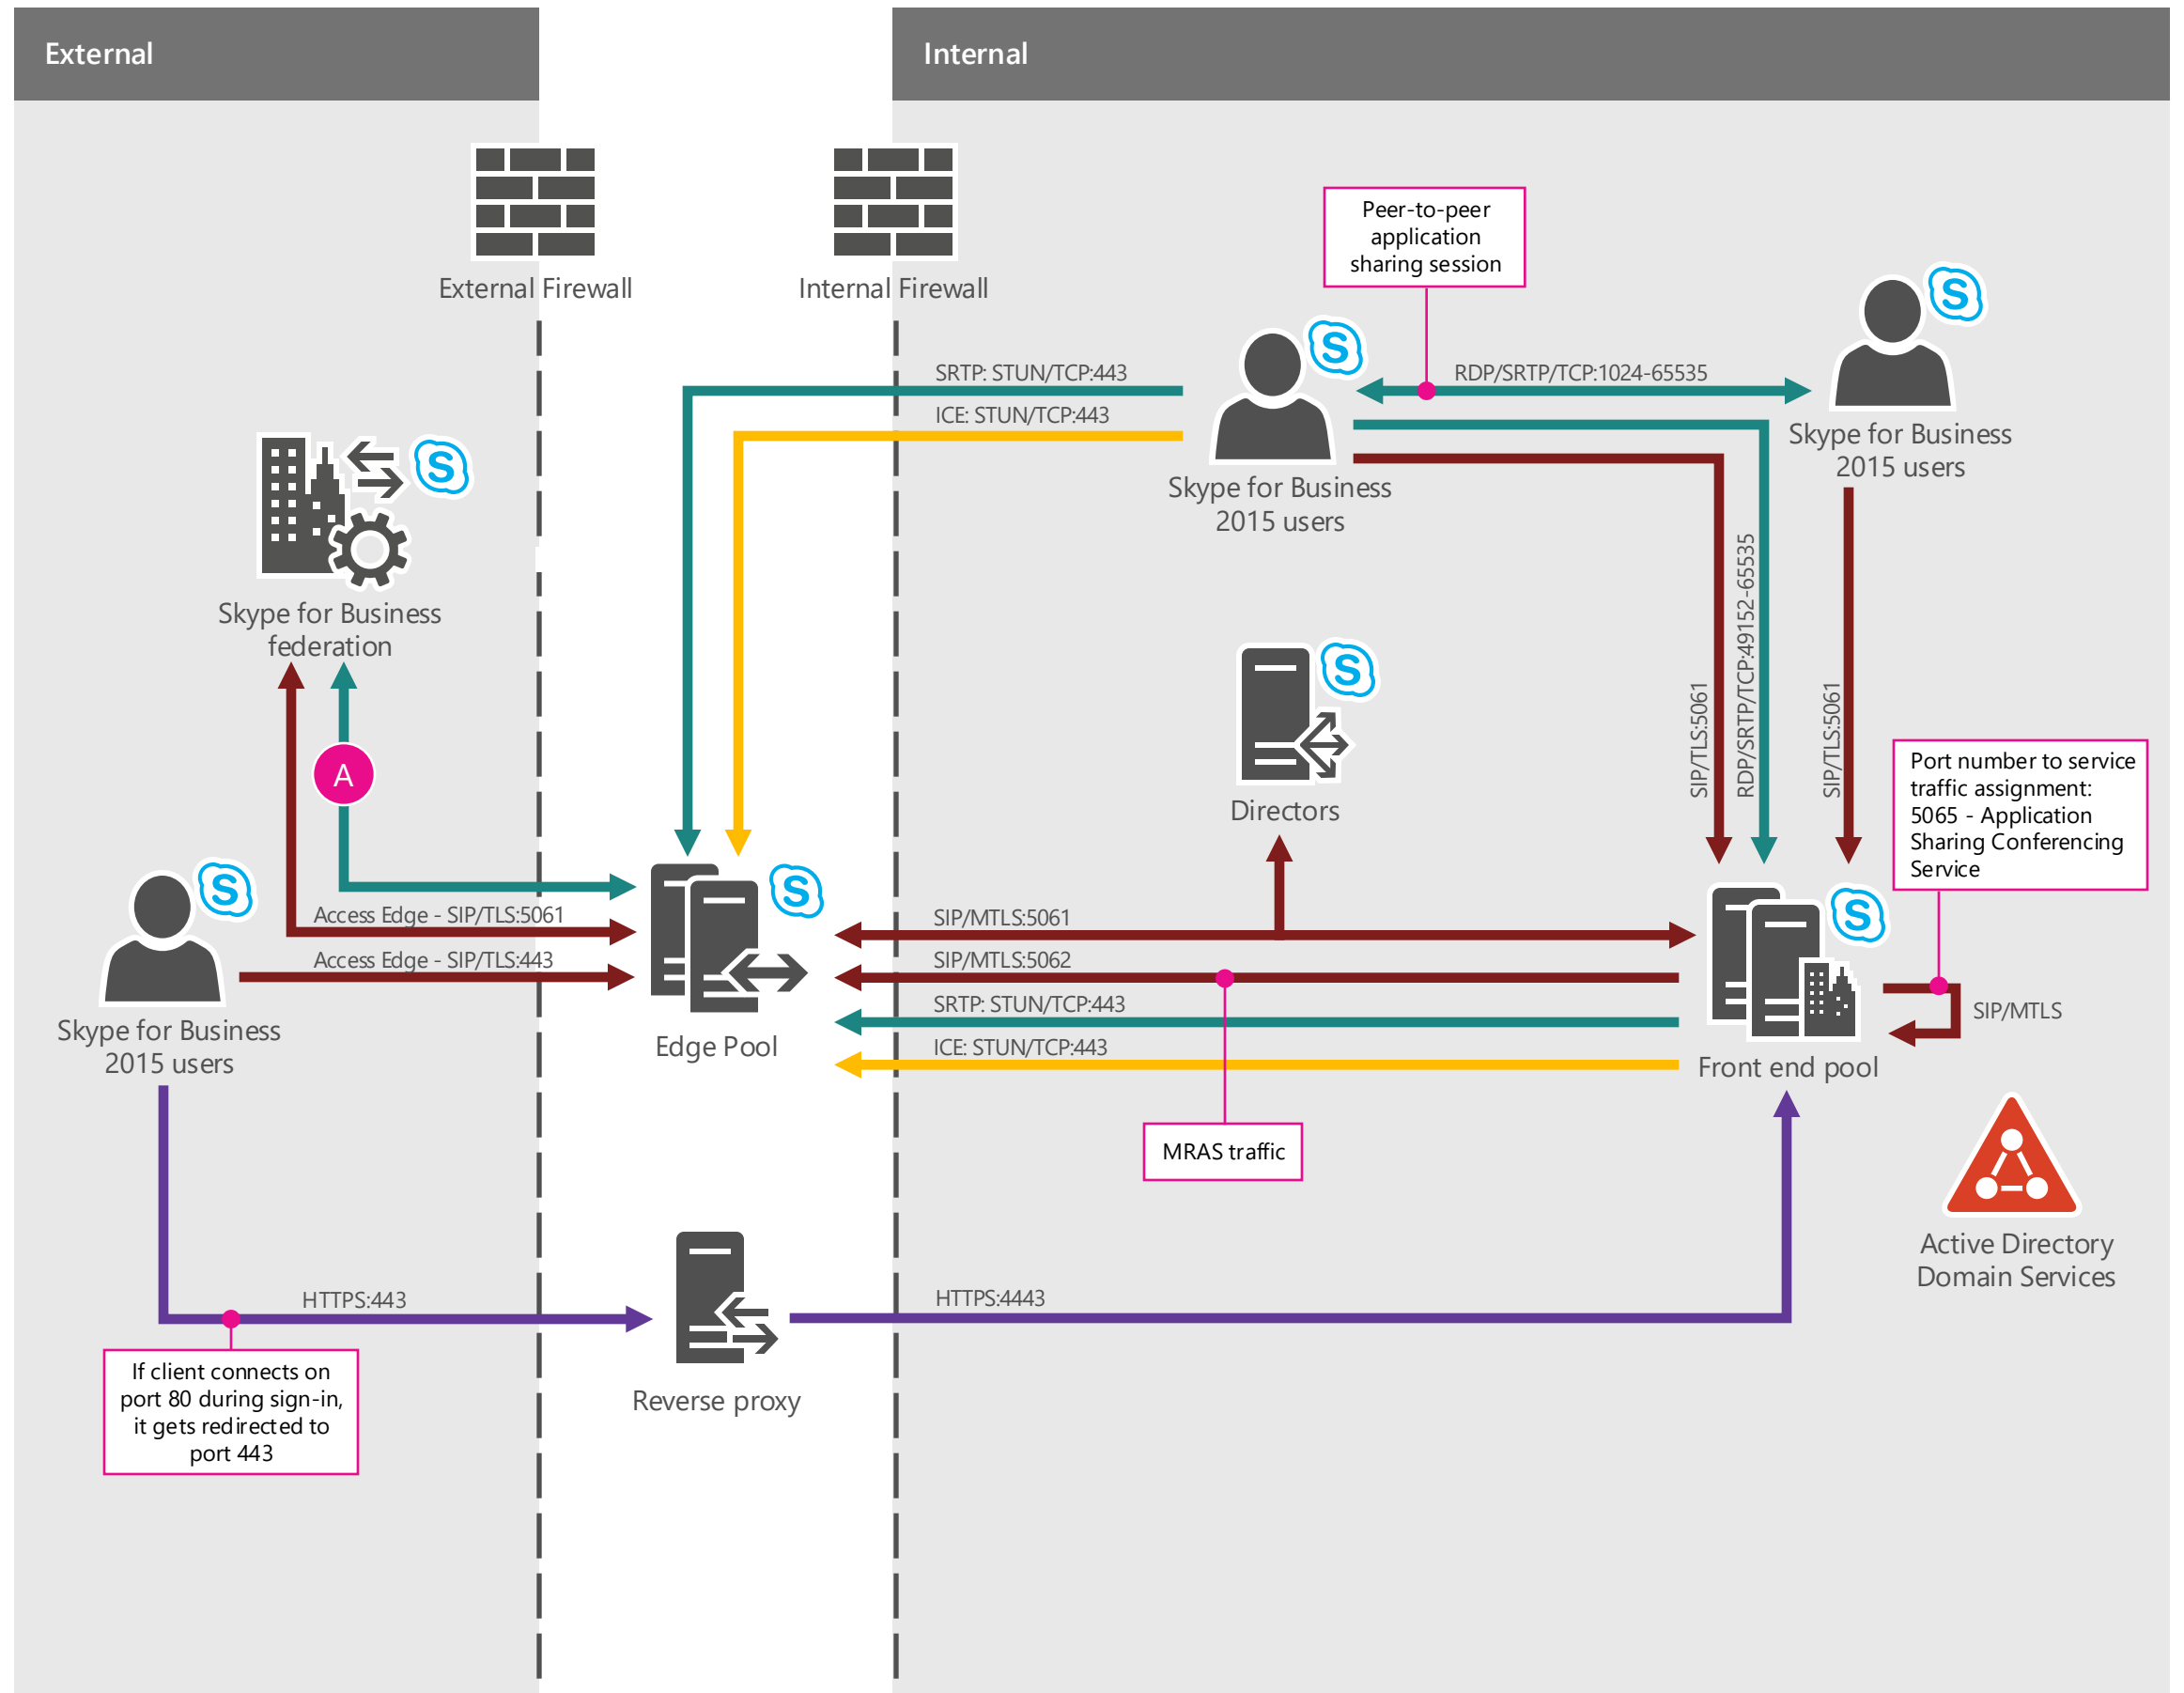 External
Internal
External Firewall
Internal Firewall
Peer-to-peer
application
sharing session
S
S
SRTP: STUN/TCP:443
RDP/SRTP/TCP:1024-65535
ICE: STUN/TCP:443
Skype for Business
2015 users
Skype for Business
2015 users
S
Skype for Business
federation
RDP/SRTP/TCP:49152-65535
SIP/TLS:5061
SIP/TLS:5061
S
Directors
A
Port number to service
traffic assignment:
5065 - Application
Sharing Conferencing
Service
S
S
S
Access Edge - SIP/TLS:5061
SIP/MTLS:5061
Access Edge - SIP/TLS:443
SIP/MTLS:5062
SRTP: STUN/TCP:443
SIP/MTLS
Skype for Business
2015 users
Edge Pool
ICE: STUN/TCP:443
Front end pool
MRAS traffic
Active Directory
Domain Services
HTTPS:443
HTTPS:4443
If client connects on
port 80 during sign-in,
it gets redirected to
port 443
Reverse proxy